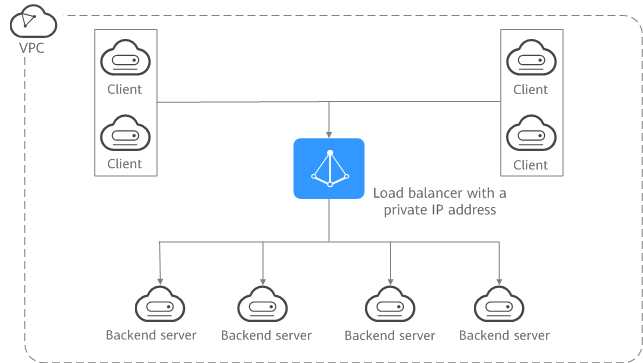 VPC
Client
Client
Client
Client
Load balancer with a
private IP address
Backend server
Backend server
Backend server
Backend server